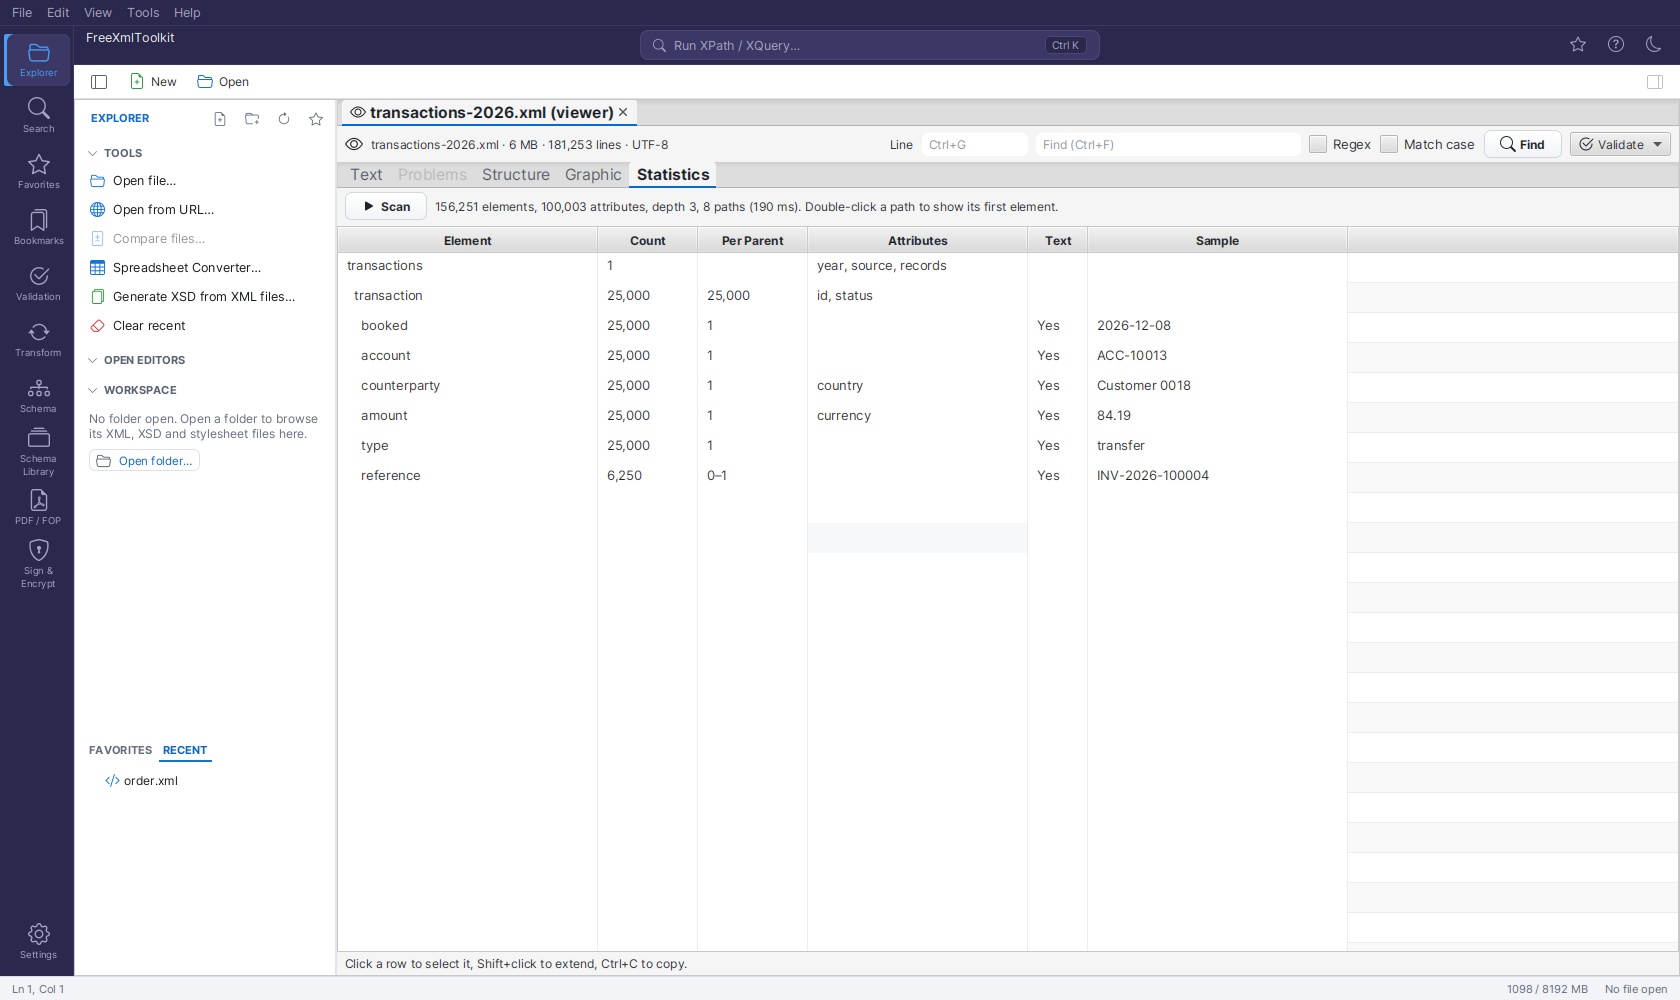 File Edit View Tools Help
FreeXmlToolkit
Run XPath / XQuery... Ctrl K
New Open
Explorer
Search
Favorites
Bookmarks
Validation
Transform
Schema
Schema
Library
PDF / FOP
Sign &
Encrypt
Settings
EXPLORER
TOOLS
Open file...
Open from URL...
Compare files...
Spreadsheet Converter...
Generate XSD from XML files...
Clear recent
OPEN EDITORS
WORKSPACE
No folder open. Open a folder to browse
its XML, XSD and stylesheet files here.
Open folder...
FAVORITES RECENT
order.xml
transactions-2026.xml (viewer)
transactions-2026.xml · 6 MB · 181,253 lines · UTF-8 Line Ctrl+G Find (Ctrl+F) Regex Match case Find Validate
Text Problems Structure Graphic Statistics
Scan 156,251 elements, 100,003 attributes, depth 3, 8 paths (190 ms). Double-click a path to show its first element.
Element Count Per Parent Attributes Text Sample
transactions 1 year, source, records
transaction 25,000 25,000 id, status
booked 25,000 1 Yes 2026-12-08
account 25,000 1 Yes ACC-10013
counterparty 25,000 1 country Yes Customer 0018
amount 25,000 1 currency Yes 84.19
type 25,000 1 Yes transfer
reference 6,250 0–1 Yes INV-2026-100004
Click a row to select it, Shift+click to extend, Ctrl+C to copy.
Ln 1, Col 1 1098 / 8192 MB No file open